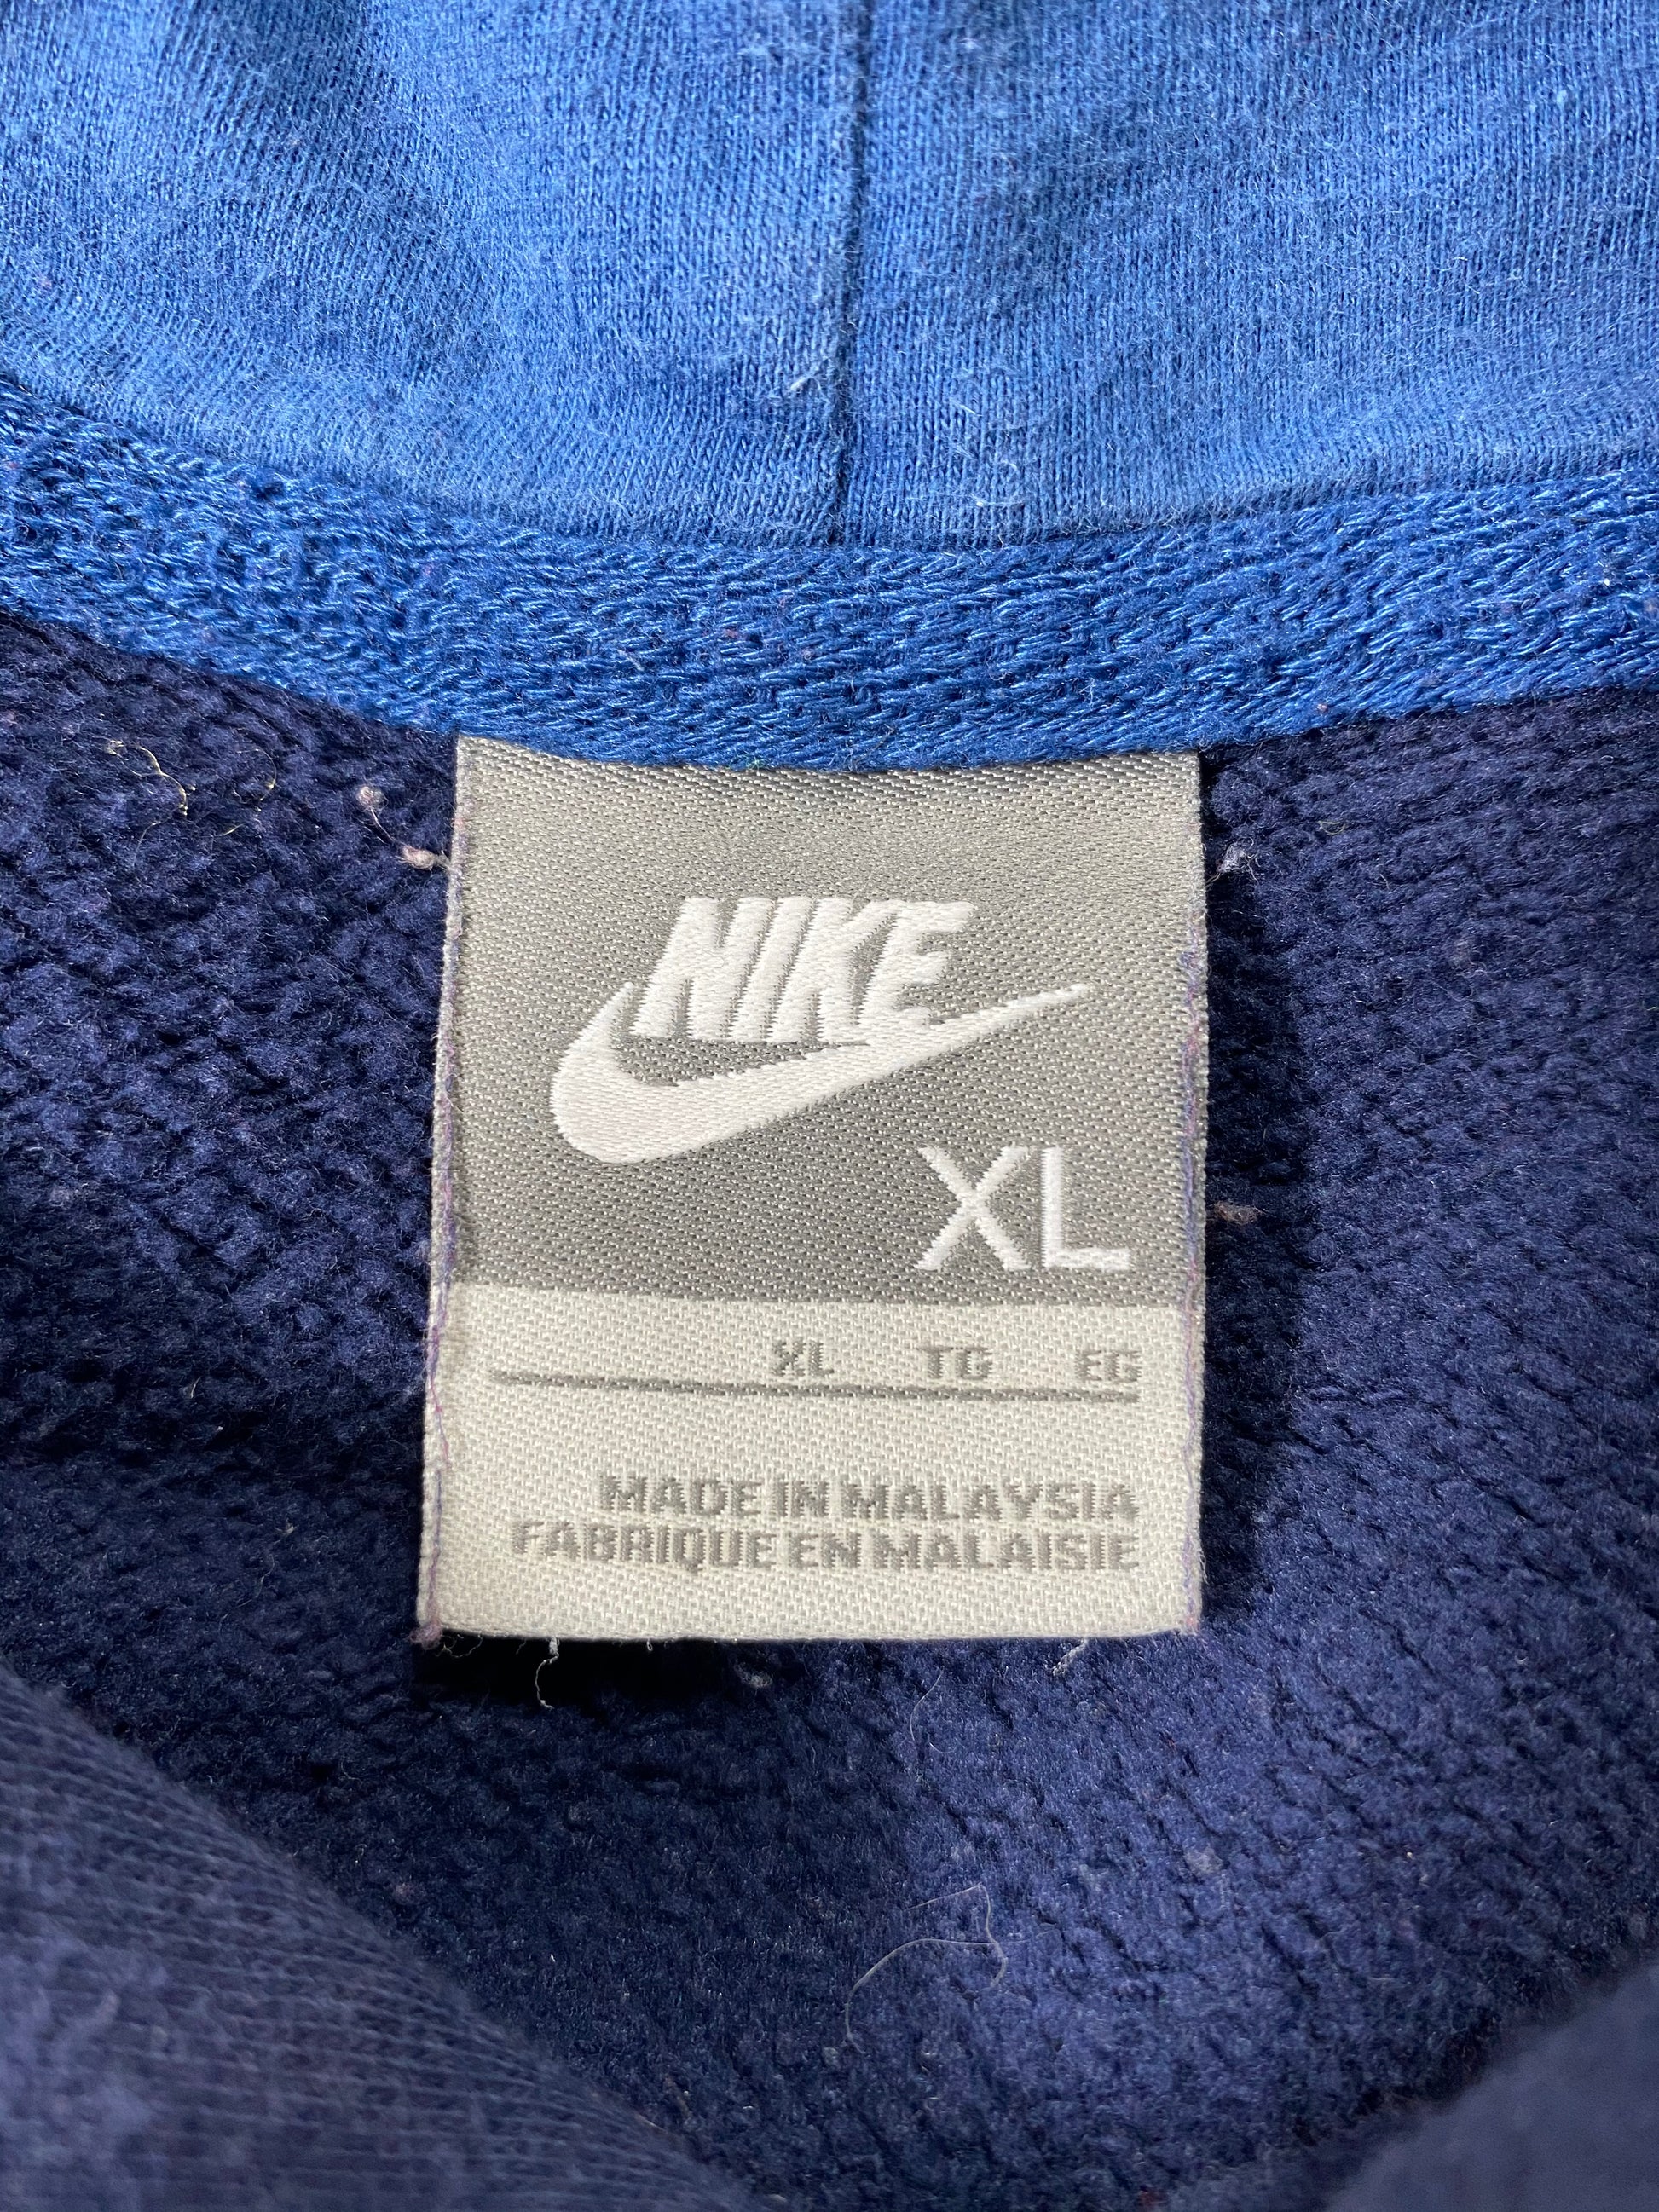 NIKE
XL
XL TG EG
MADE IN MALAYSIA
FABRIQUE EN MALAISIE